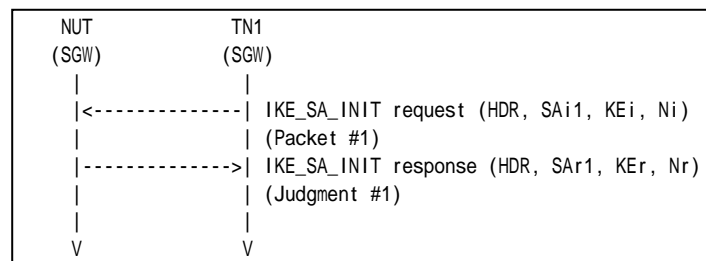 NUT TN1
(SGW) (SGW)
| |
|<--------------| IKE_SA_INIT request (HDR, SAi1, KEi, Ni)
| | (Packet #1)
|-------------->| IKE_SA_INIT response (HDR, SAr1, KEr, Nr)
| | (Judgment #1)
| |
V V